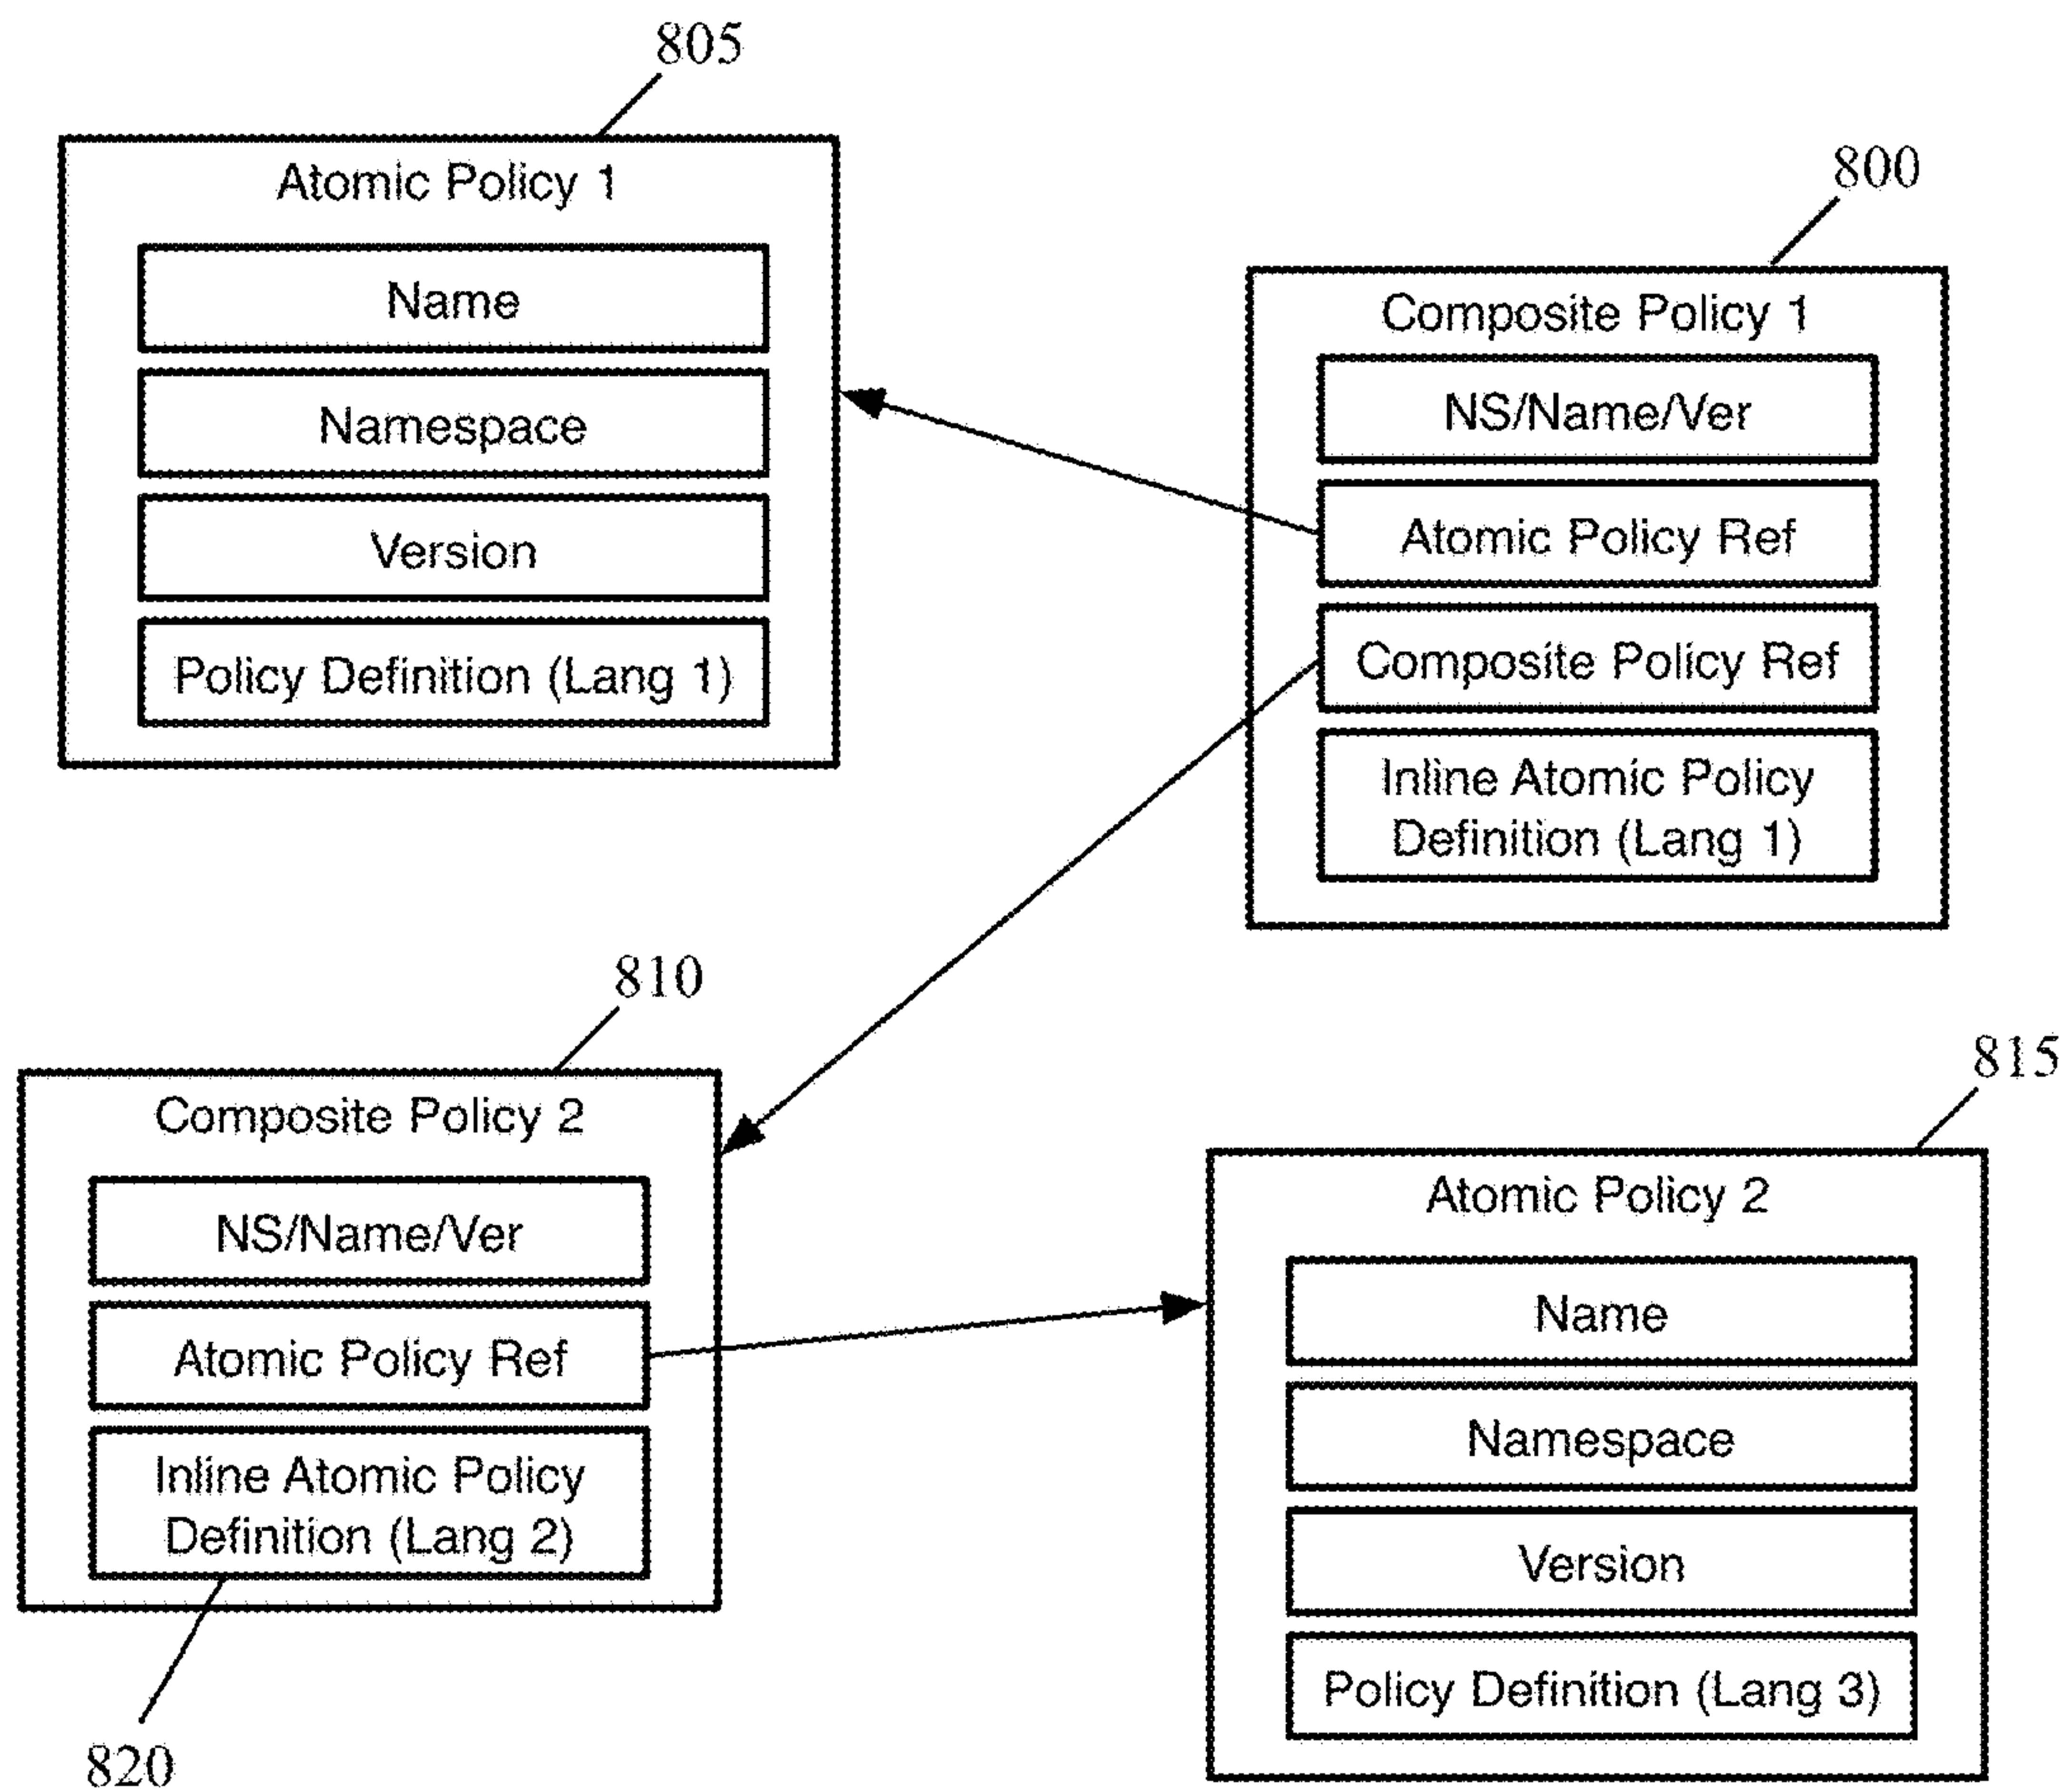 805
Atomic Policy 1
Name
Namespace
Version
Policy Definition (Lang 1)
800
Composite Policy 1
NS/Name/Ver
Atomic Policy Ref
Composite Policy Ref
Inline Atomic Policy
Definition (Lang 1)
810
Composite Policy 2
NS/Name/Ver
Atomic Policy Ref
Inline Atomic Policy
Definition (Lang 2)
820
815
Atomic Policy 2
Name
Namespace
Version
Policy Definition (Lang 3)